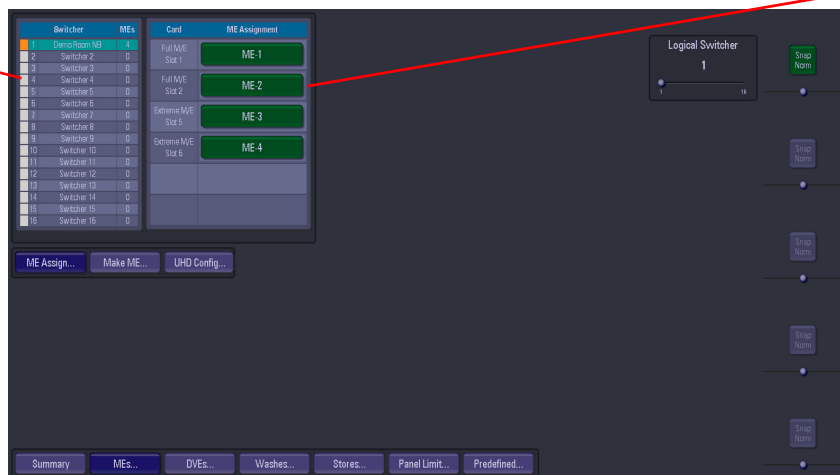 Switcher MEs
1 Demo Room NB 4
2 Switcher 2 0
3 Switcher 3 0
4 Switcher 4 0
5 Switcher 5 0
6 Switcher 6 0
7 Switcher 7 0
8 Switcher 8 0
9 Switcher 9 0
10 Switcher 10 0
11 Switcher 11 0
12 Switcher 12 0
13 Switcher 13 0
14 Switcher 14 0
15 Switcher 15 0
16 Switcher 16 0
Card ME Assignment
Full M/E
Slot 1
ME-1
Full M/E
Slot 2
ME-2
Extreme M/E
Slot 5
ME-3
Extreme M/E
Slot 6
ME-4
Logical Switcher
1
1 16
Snap
Norm
Snap
Norm
Snap
Norm
Snap
Norm
Snap
Norm
ME Assign... Make ME... UHD Config...
Summary MEs... DVEs... Washes... Stores... Panel Limit... Predefined...